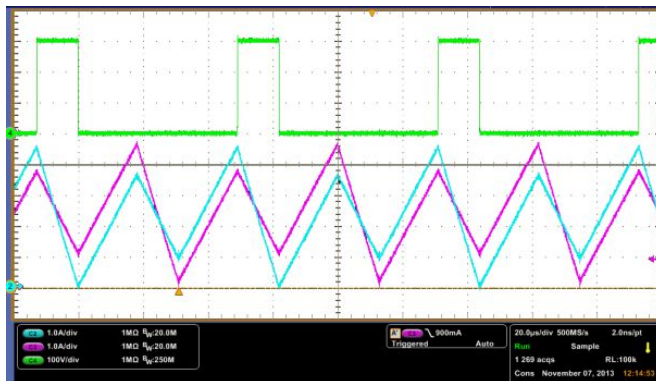 4
2
C2 1.0A/div 1MΩ BW:20.0M
C3 1.0A/div 1MΩ BW:20.0M
C4 100V/div 1MΩ BW:250M
A' C3 \ 900mA
Triggered Auto
20.0µs/div 500MS/s 2.0ns/pt
Run Sample
1 269 acqs RL:100k
Cons November 07, 2013 12:14:53